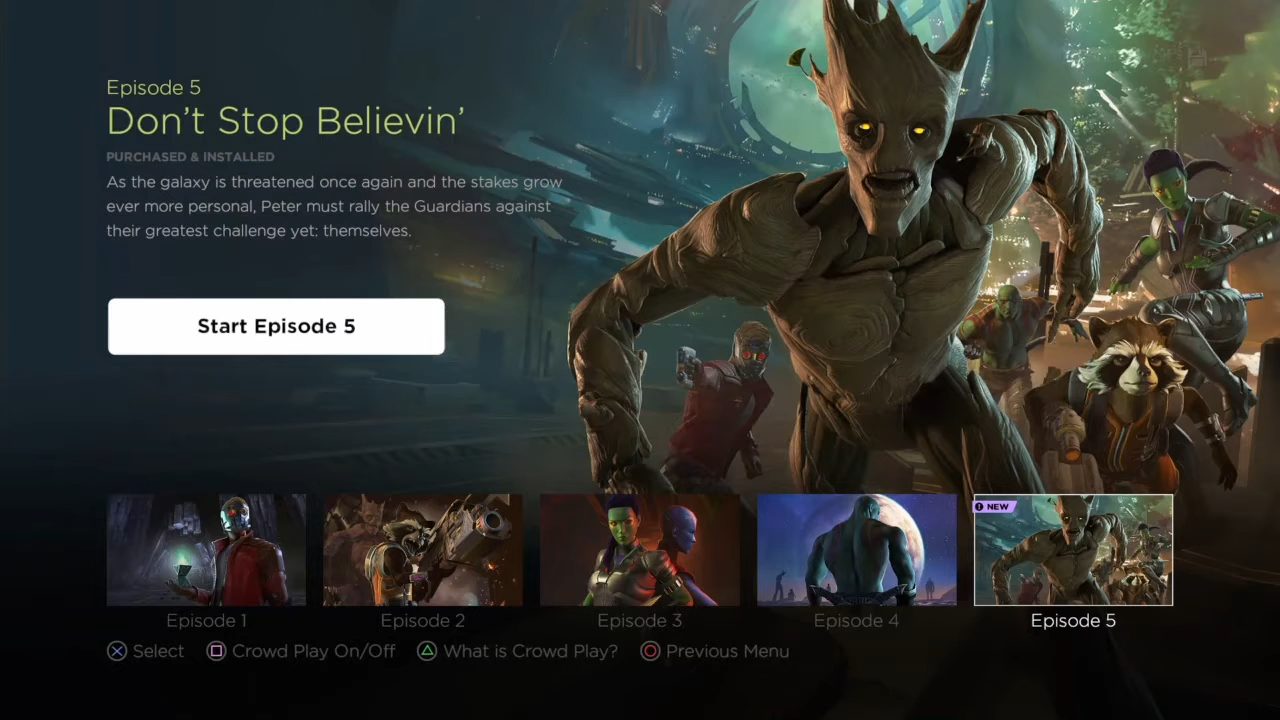 Episode 5
Don't Stop Believin'
PURCHASED & INSTALLED
As the galaxy is threatened once again and the stakes grow
ever more personal, Peter must rally the Guardians against
their greatest challenge yet: themselves.
Start Episode 5
NEW
Episode 1
Episode 2
Episode 3
Episode 4
Episode 5
Select
Crowd Play On/Off
What is Crowd Play?
Previous Menu